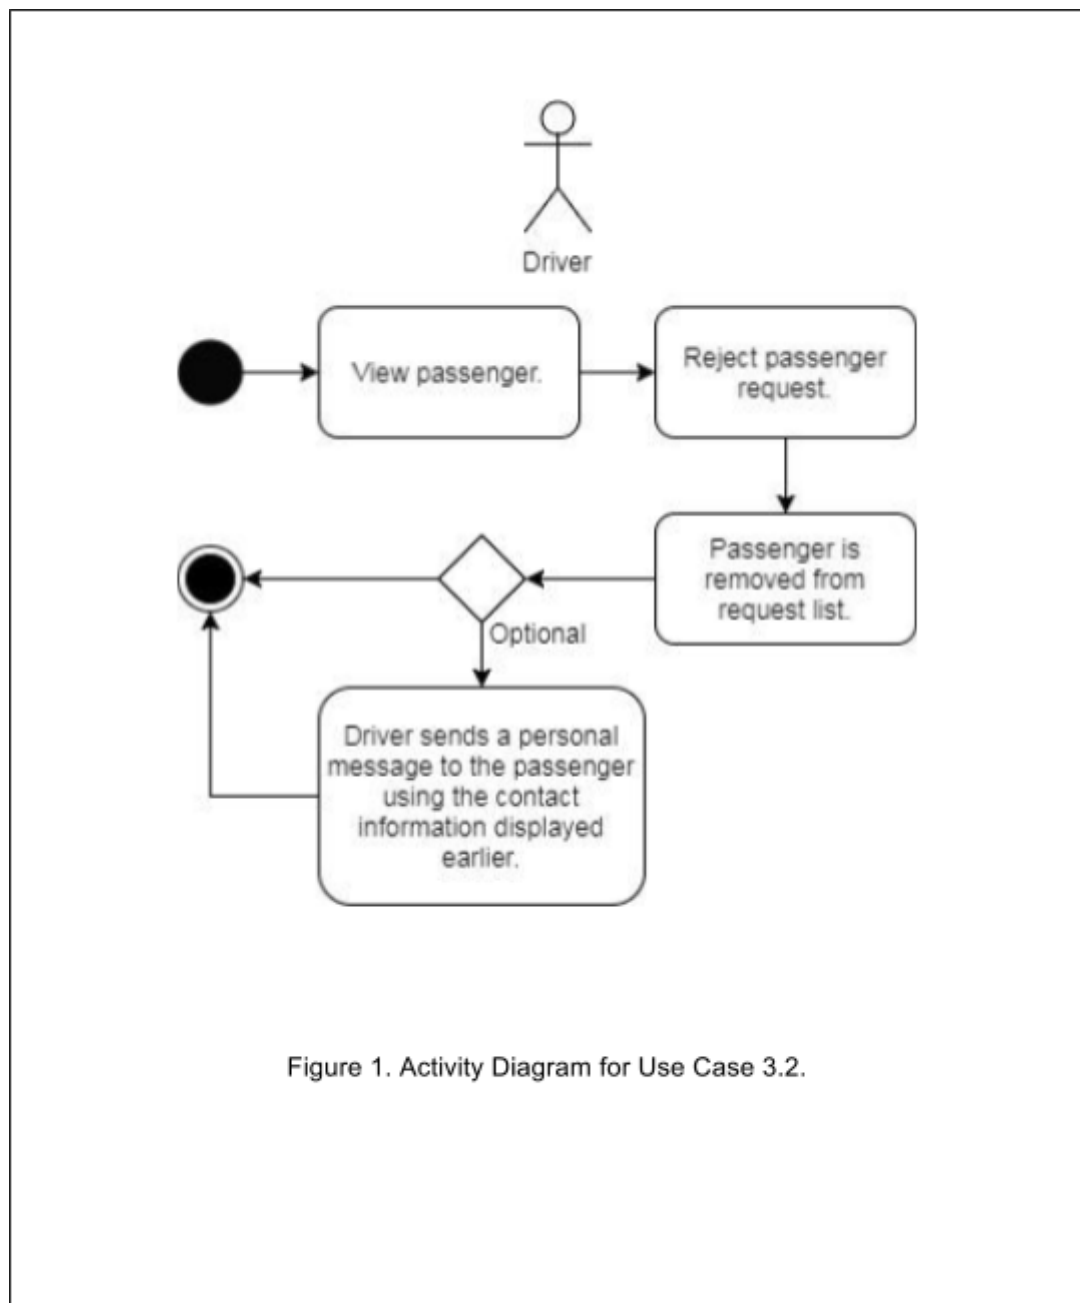 Driver
View passenger.
Reject passenger
request.
Passenger is
removed from
request list.
Optional
Driver sends a personal
message to the passenger
using the contact
information displayed
earlier.
Figure 1. Activity Diagram for Use Case 3.2.